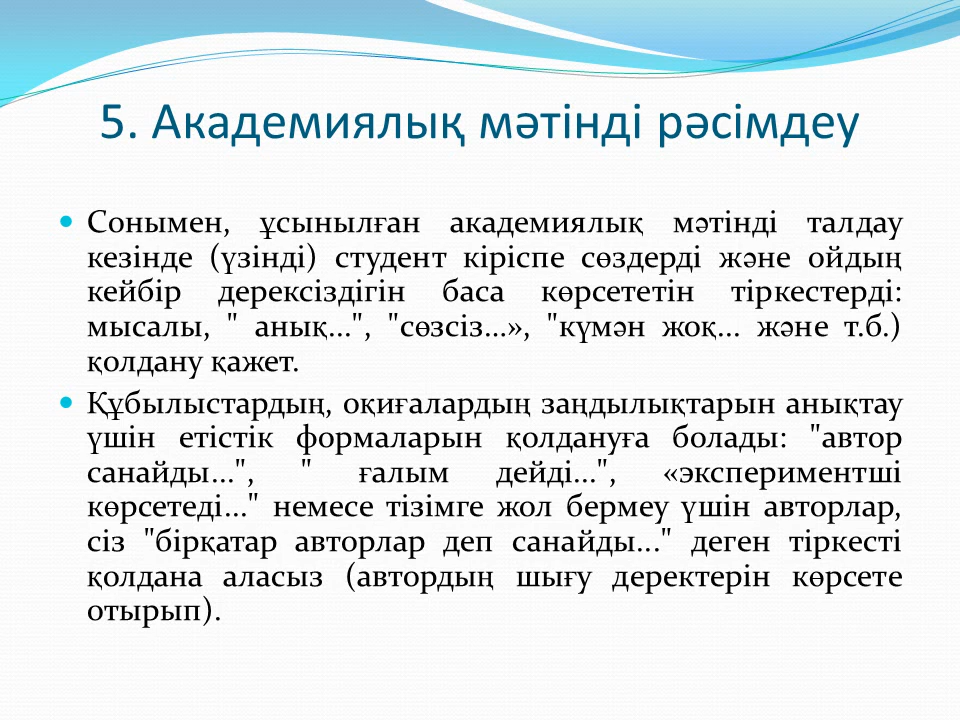 5. Академиялық мәтінді рәсімдеу
Сонымен, ұсынылған академиялық мәтінді талдау
кезінде (үзінді) студент кіріспе сөздерді және ойдың
кейбір дерексіздігін баса көрсететін тіркестерді:
мысалы, " анық...", "сөзсіз...», "күмән жоқ... және т.б.)
қолдану қажет.
Құбылыстардың, оқиғалардың заңдылықтарын анықтау
үшін етістік формаларын қолдануға болады: "автор
санайды...", " ғалым дейді...", «экспериментші
көрсетеді..." немесе тізімге жол бермеу үшін авторлар,
сіз "бірқатар авторлар деп санайды..." деген тіркесті
қолдана аласыз (автордың шығу деректерін көрсете
отырып).